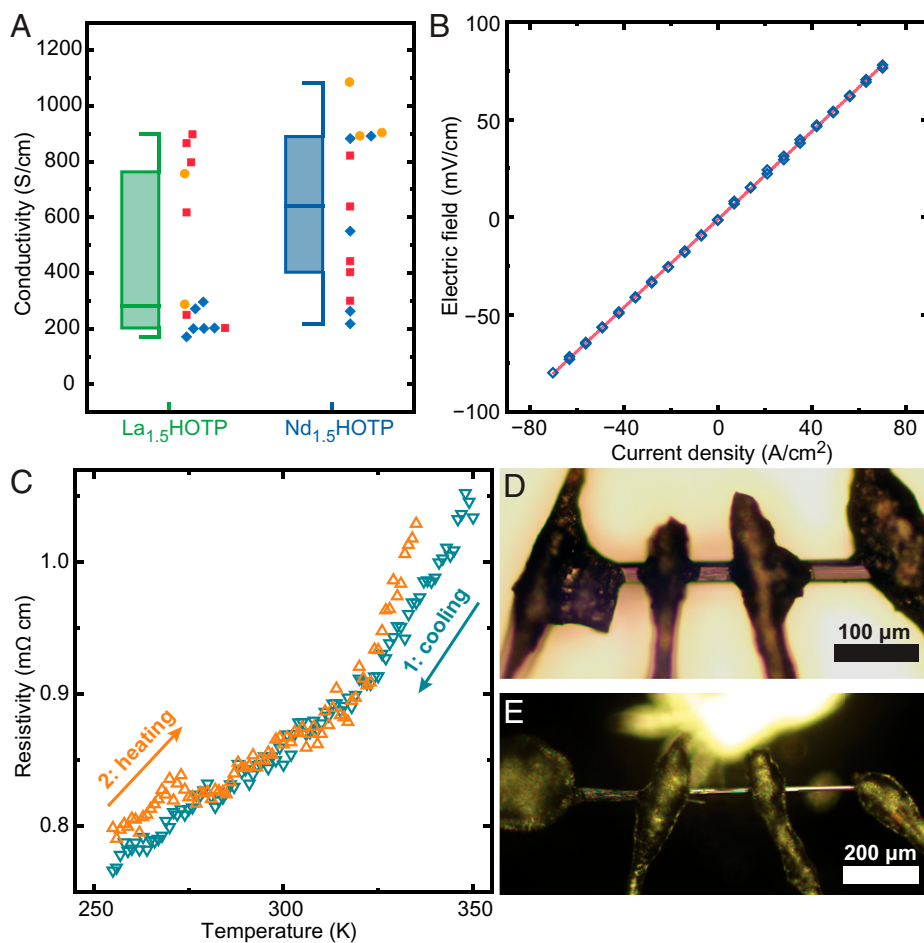 A
1200
1000
800
600
400
200
0
Conductivity (S/cm)
La1.5HOTP
Nd1.5HOTP
B
100
50
0
−50
−100
Electric field (mV/cm)
−80
−40
0
40
80
Current density (A/cm²)
C
1.0
0.9
0.8
Resistivity (mΩ cm)
1: cooling
2: heating
250
300
350
Temperature (K)
D
100 µm
E
200 µm